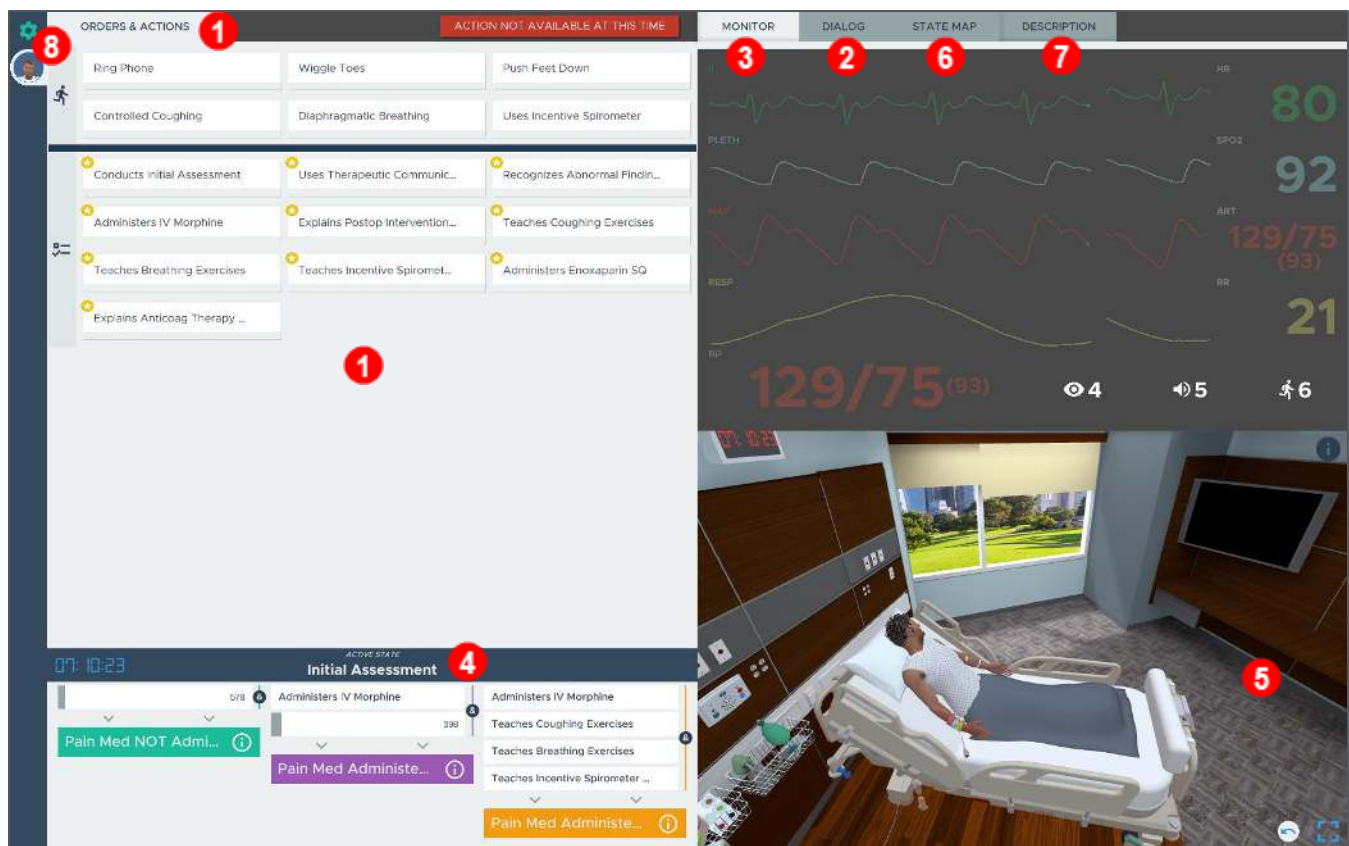 ORDERS & ACTIONS
1
ACTION NOT AVAILABLE AT THIS TIME
8
Ring Phone
Wiggle Toes
Push Feet Down
Controlled Coughing
Diaphragmatic Breathing
Uses Incentive Spirometer
Conducts Initial Assessment
Uses Therapeutic Communic...
Recognizes Abnormal Findin...
Administers IV Morphine
Explains Postop Intervention...
Teaches Coughing Exercises
Teaches Breathing Exercises
Teaches Incentive Spiromet...
Administers Enoxaparin SQ
Explains Anticoag Therapy ...
1
07:10:23
ACTIVE STATE
Initial Assessment
4
578
&
Pain Med NOT Admi...
Administers IV Morphine
&
398
Pain Med Administe...
Administers IV Morphine
Teaches Coughing Exercises
&
Teaches Breathing Exercises
Teaches Incentive Spirometer ...
Pain Med Administe...
MONITOR
DIALOG
STATE MAP
DESCRIPTION
3
2
6
7
II
HR
80
PLETH
SPO2
92
MAP
ART
129/75
(93)
RESP
RR
21
BP
129/75(93)
4
5
6
07:10:23
5